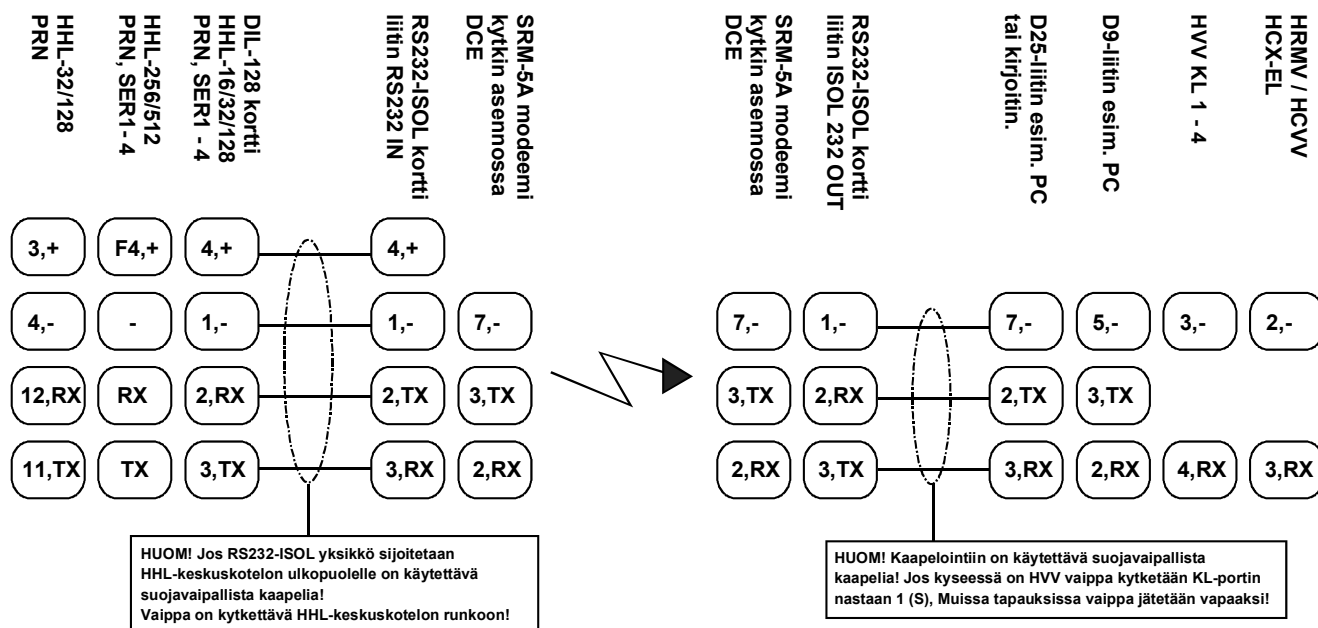 HHL-32/128
PRN
HHL-256/512
PRN, SER1- 4
DIL-128 kortti
HHL-16/32/128
PRN, SER1 - 4
RS232-ISOL kortti
liitin RS232 IN
SRM-5A modeemi
kytkin asennossa
DCE
SRM-5A modeemi
kytkin asennossa
DCE
RS232-ISOL kortti
liitin ISOL 232 OUT
D25-liitin esim. PC
tai kirjoitin.
D9-liitin esim. PC
HVV KL 1 - 4
HRMV / HCVV
HCX-EL
3,+ F4,+ 4,+ 4,+
4,- - 1,- 1,- 7,- 7,- 1,- 7,- 5,- 3,- 2,-
12,RX RX 2,RX 2,TX 3,TX 3,TX 2,RX 2,TX 3,TX
11,TX TX 3,TX 3,RX 2,RX 2,RX 3,TX 3,RX 2,RX 4,RX 3,RX
HUOM! Jos RS232-ISOL yksikkö sijoitetaan
HHL-keskuskotelon ulkopuolelle on käytettävä
suojavaipallista kaapelia!
Vaippa on kytkettävä HHL-keskuskotelon runkoon!
HUOM! Kaapelointiin on käytettävä suojavaipallista
kaapelia! Jos kyseessä on HVV vaippa kytketään KL-portin
nastaan 1 (S), Muissa tapauksissa vaippa jätetään vapaaksi!